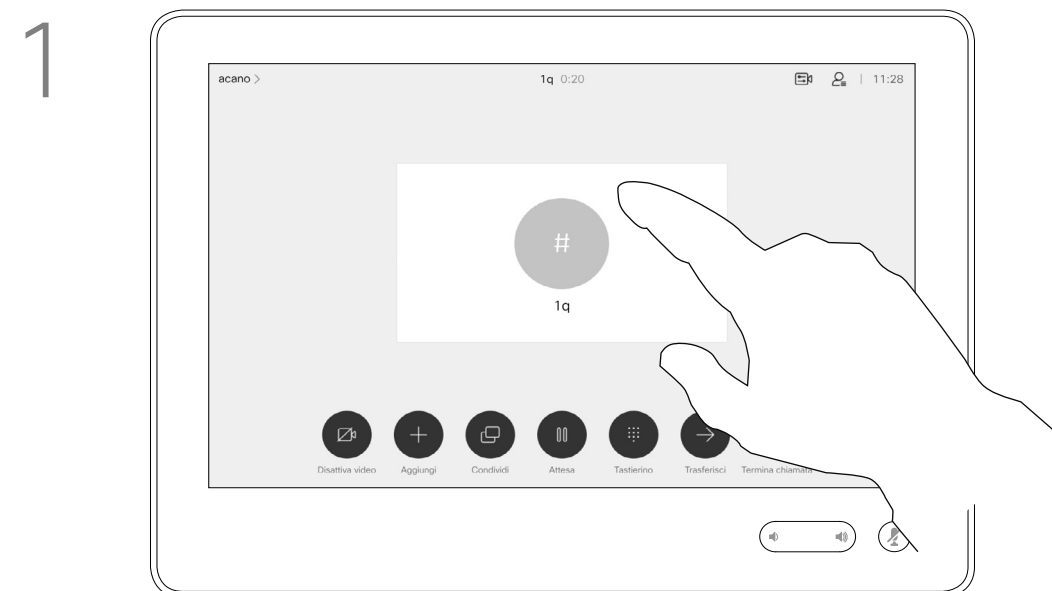 1
acano >
1q 0:20
11:28
#
1q
Disattiva video
Aggiungi
Condividi
Attesa
Tastierino
Trasferisci
Termina chiamata